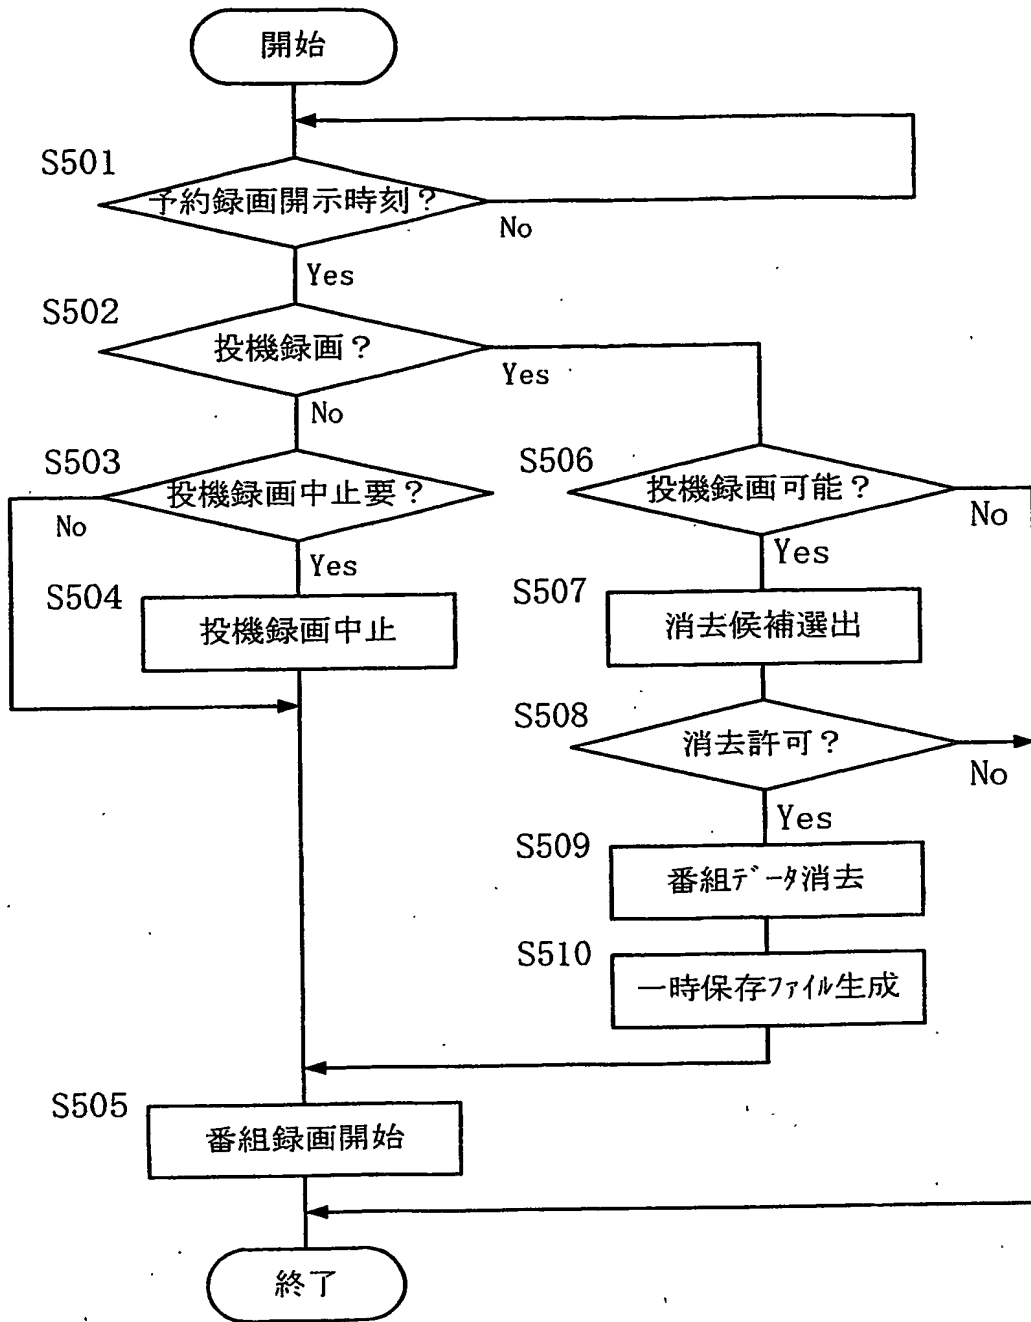 開始
S501
予約録画開示時刻?
No
Yes
S502
投機録画?
Yes
No
S503
投機録画中止要?
No
Yes
S504
投機録画中止
S506
投機録画可能?
No
Yes
S507
消去候補選出
S508
消去許可?
No
Yes
S509
番組データ消去
S510
一時保存ファイル生成
S505
番組録画開始
終了